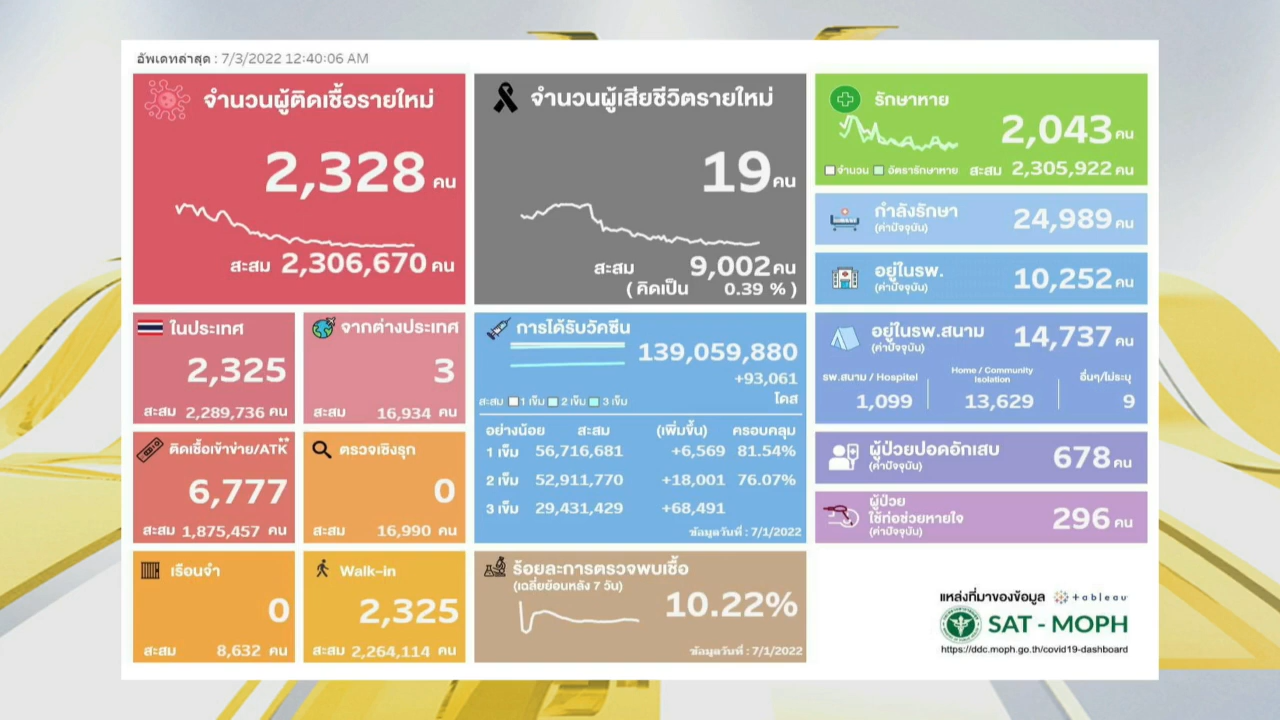 อัพเดทล่าสุด : 7/3/2022 12:40:06 AM
จำนวนผู้ติดเชื้อรายใหม่
2,328 คน
สะสม 2,306,670 คน
จำนวนผู้เสียชีวิตรายใหม่
19 คน
สะสม 9,002 คน
( คิดเป็น 0.39 % )
รักษาหาย
2,043 คน
จำนวน อัตรารักษาหาย สะสม 2,305,922 คน
กำลังรักษา
(ค่าปัจจุบัน)
24,989 คน
อยู่ในรพ.
(ค่าปัจจุบัน)
10,252 คน
ในประเทศ
2,325
สะสม 2,289,736 คน
จากต่างประเทศ
3
สะสม 16,934 คน
การได้รับวัคซีน
139,059,880
+93,061
โดส
สะสม 1 เข็ม 2 เข็ม 3 เข็ม
อย่างน้อย สะสม (เพิ่มขึ้น) ครอบคลุม
1 เข็ม 56,716,681 +6,569 81.54%
2 เข็ม 52,911,770 +18,001 76.07%
3 เข็ม 29,431,429 +68,491
ข้อมูลวันที่ : 7/1/2022
อยู่ในรพ.สนาม
(ค่าปัจจุบัน)
14,737 คน
รพ.สนาม / Hospitel
1,099
Home / Community
Isolation
13,629
อื่นๆ/ไม่ระบุ
9
ติดเชื้อเข้าข่าย/ATK**
6,777
สะสม 1,875,457 คน
ตรวจเชิงรุก
0
สะสม 16,990 คน
ผู้ป่วยปอดอักเสบ
(ค่าปัจจุบัน)
678 คน
ผู้ป่วย
ใช้ท่อช่วยหายใจ
(ค่าปัจจุบัน)
296 คน
เรือนจำ
0
สะสม 8,632 คน
Walk-in
2,325
สะสม 2,264,114 คน
ร้อยละการตรวจพบเชื้อ
(เฉลี่ยย้อนหลัง 7 วัน)
10.22%
ข้อมูลวันที่ : 7/1/2022
แหล่งที่มาของข้อมูล +ableau
SAT - MOPH
https://ddc.moph.go.th/covid19-dashboard